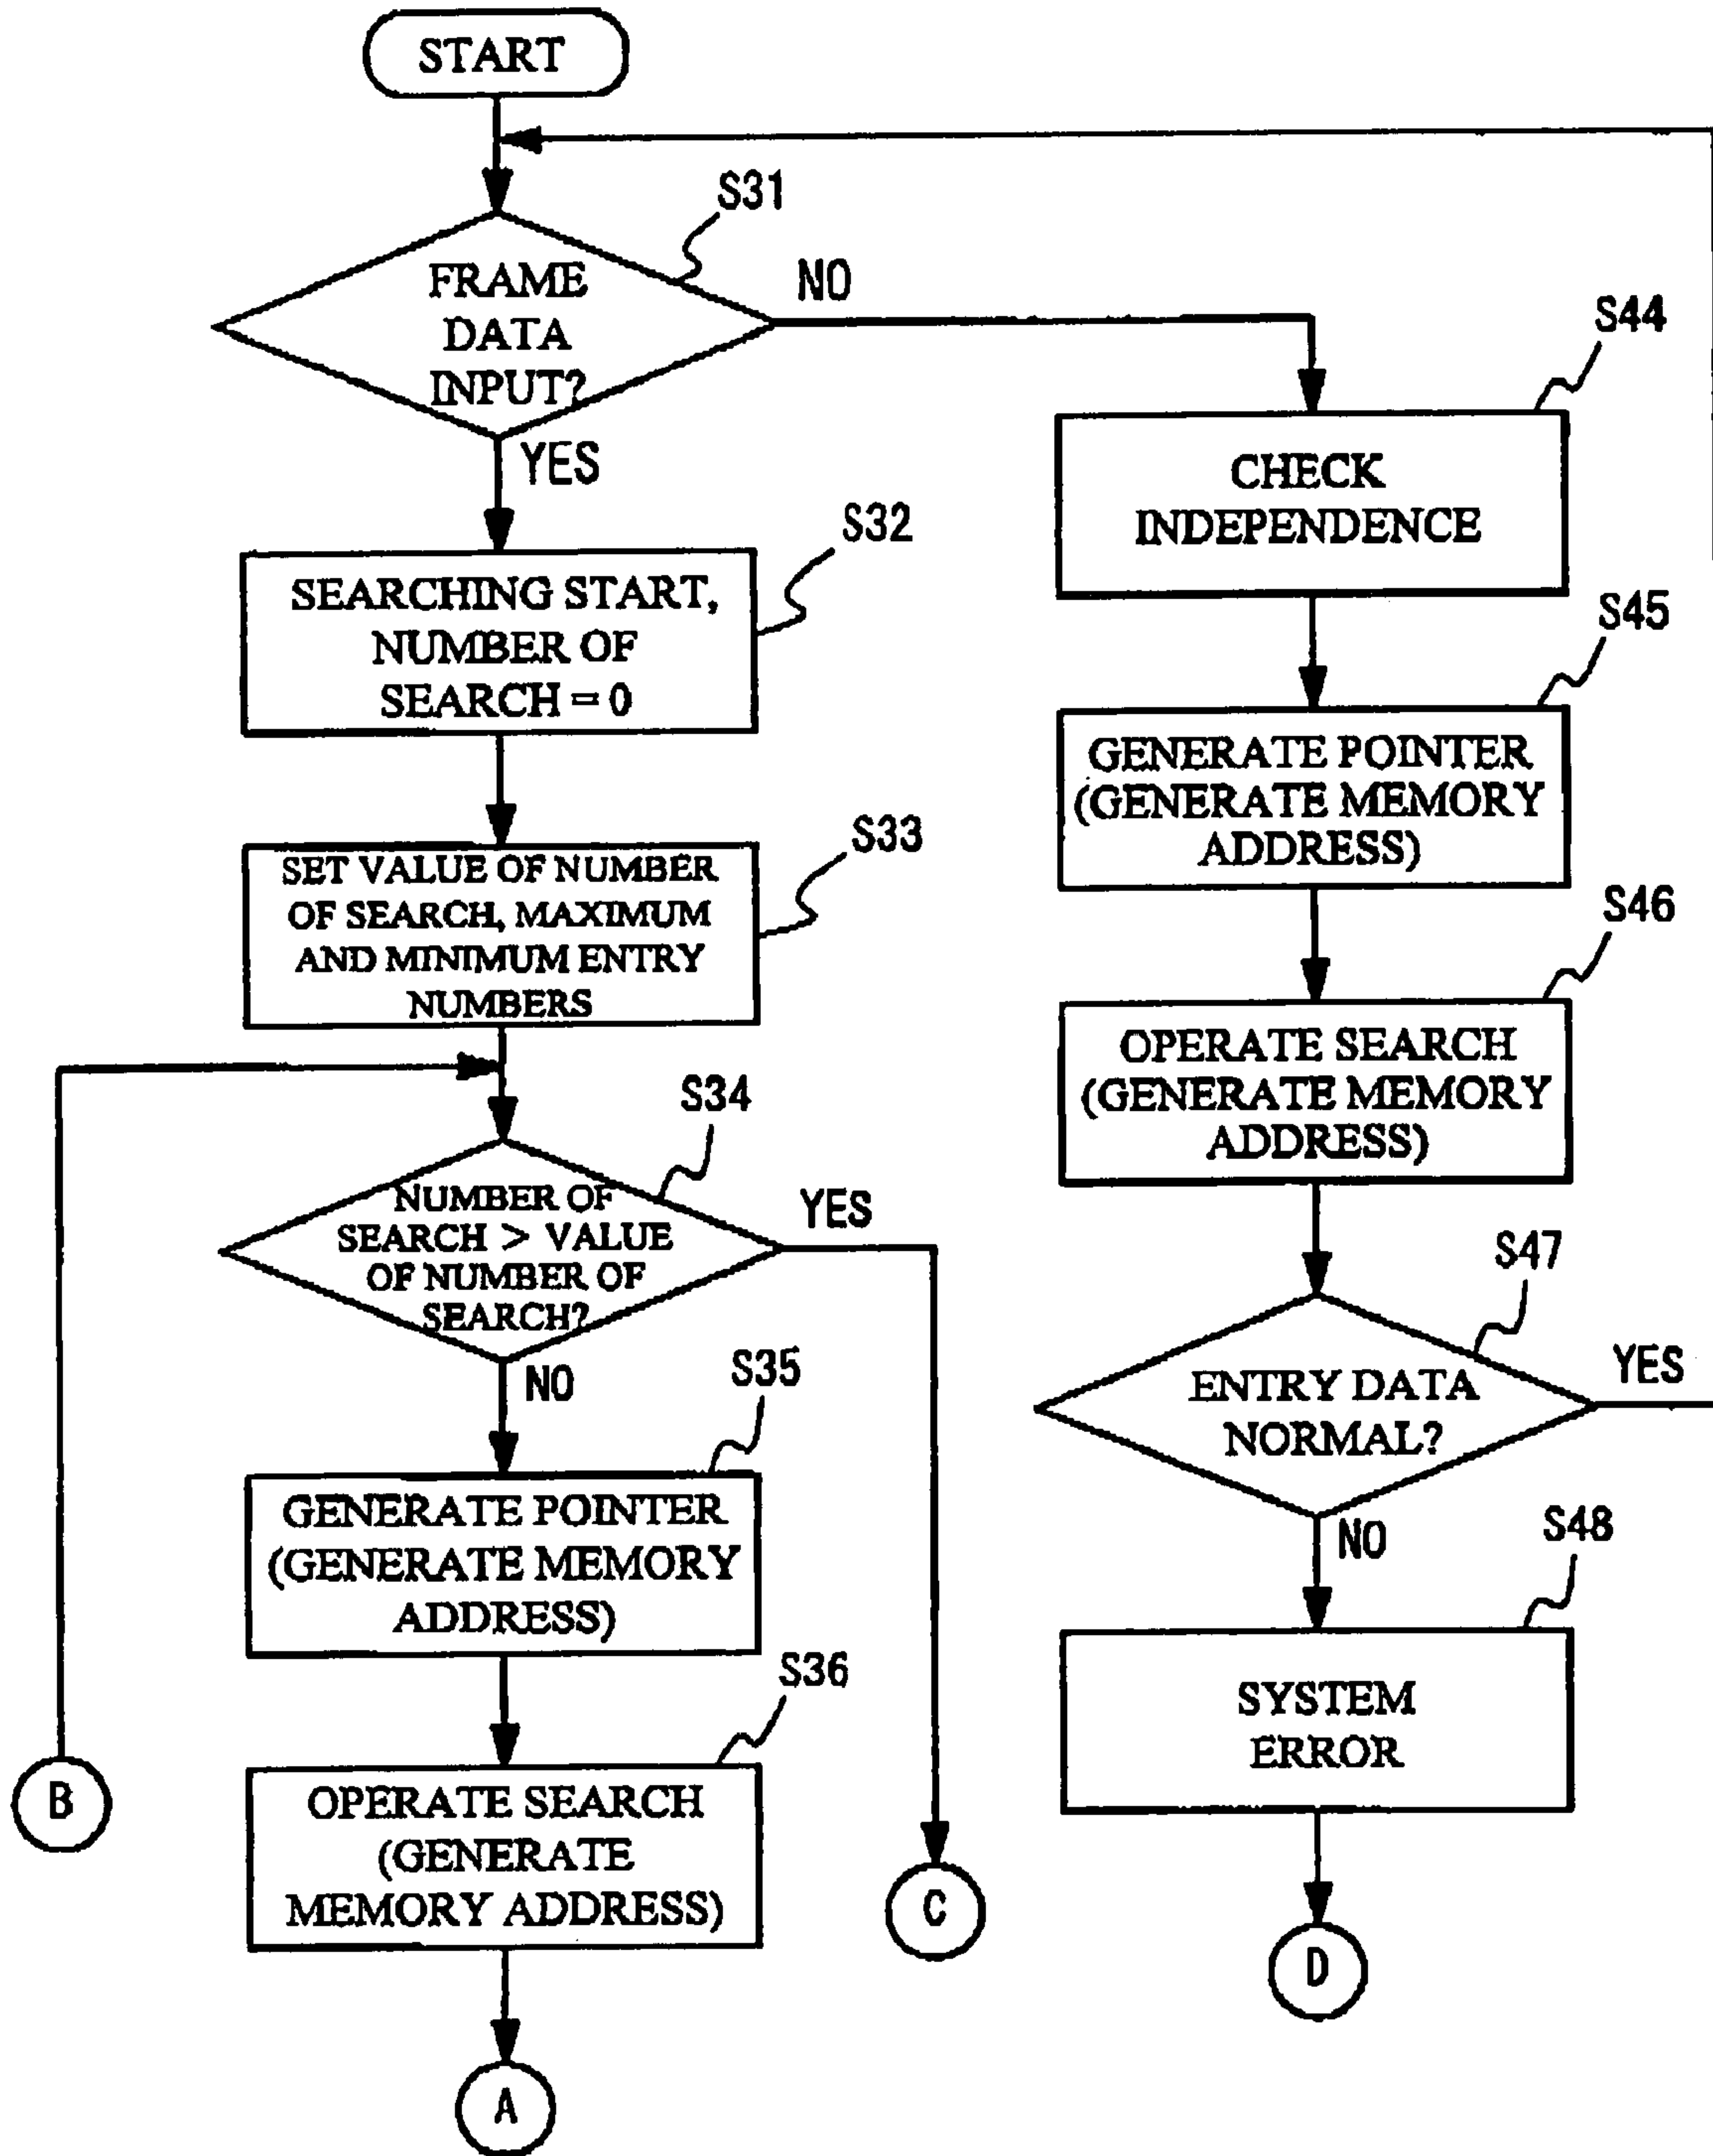 START
S31
FRAME
DATA
INPUT?
NO
YES
S32
SEARCHING START,
NUMBER OF
SEARCH = 0
S33
SET VALUE OF NUMBER
OF SEARCH, MAXIMUM
AND MINIMUM ENTRY
NUMBERS
S34
NUMBER OF
SEARCH > VALUE
OF NUMBER OF
SEARCH?
YES
NO
S35
GENERATE POINTER
(GENERATE MEMORY
ADDRESS)
S36
OPERATE SEARCH
(GENERATE
MEMORY ADDRESS)
A
B
C
S44
CHECK
INDEPENDENCE
S45
GENERATE POINTER
(GENERATE MEMORY
ADDRESS)
S46
OPERATE SEARCH
(GENERATE MEMORY
ADDRESS)
S47
ENTRY DATA
NORMAL?
YES
NO
S48
SYSTEM
ERROR
D